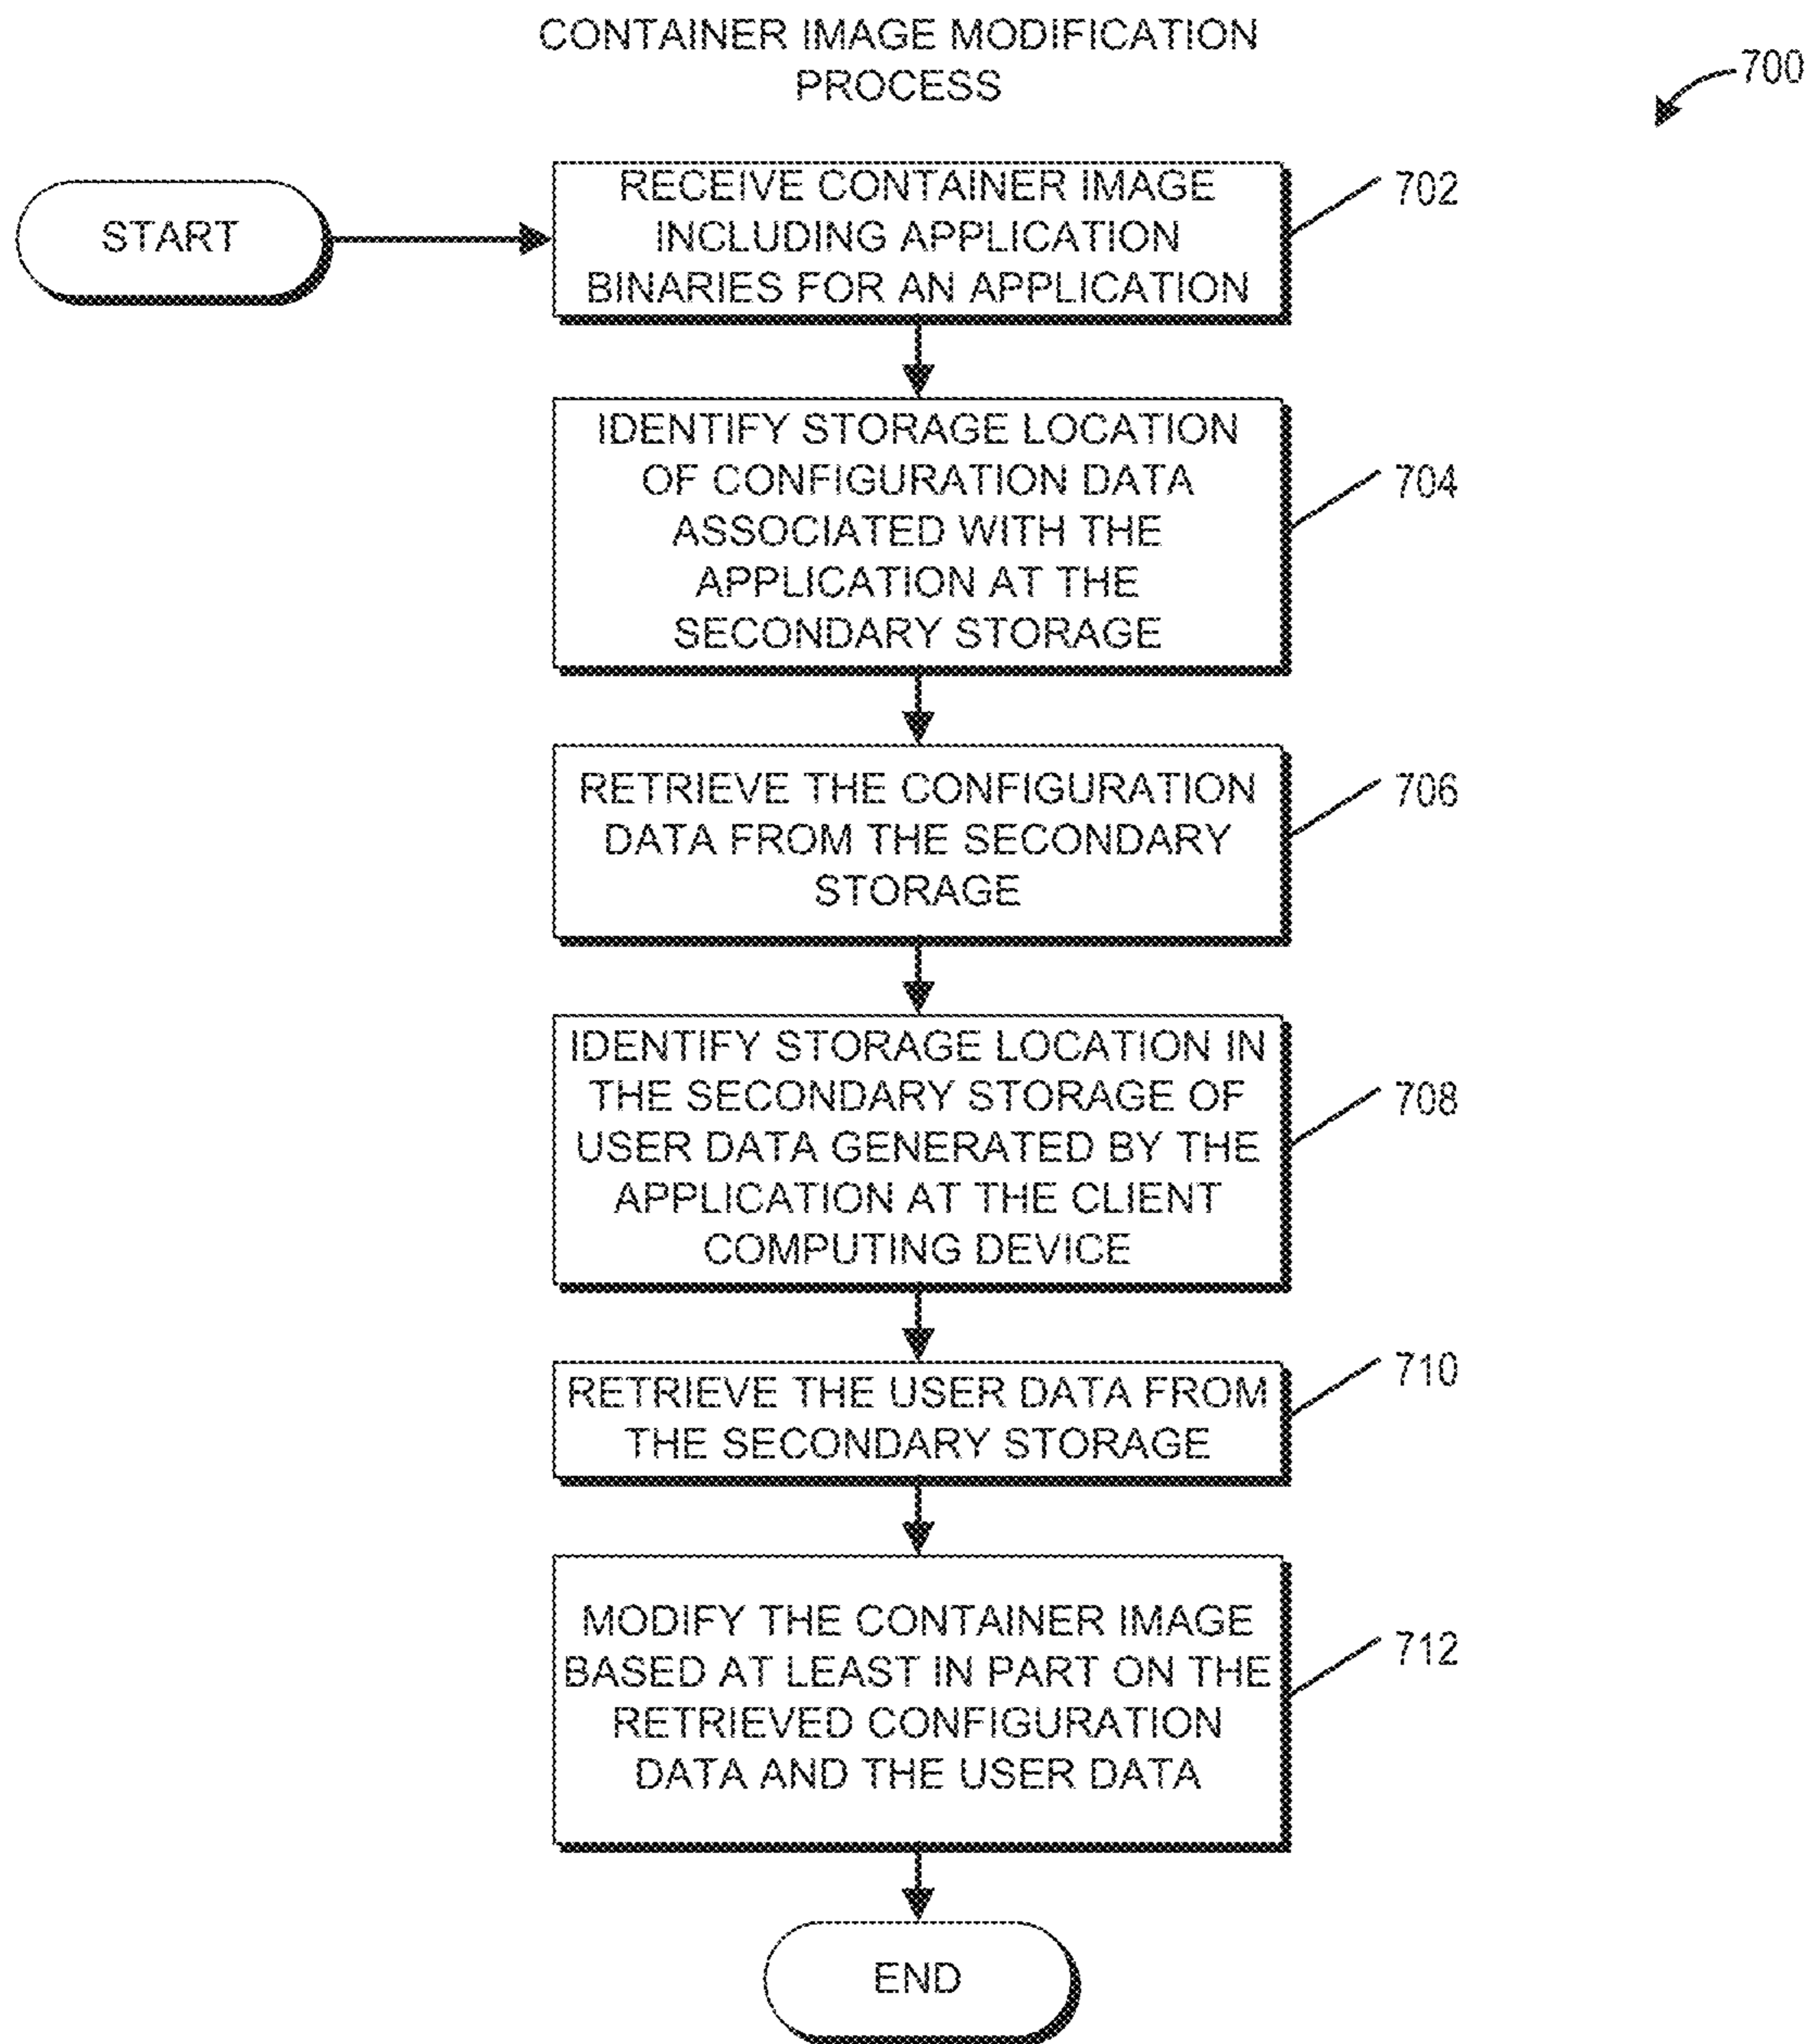 CONTAINER IMAGE MODIFICATION
PROCESS
700
START
RECEIVE CONTAINER IMAGE
INCLUDING APPLICATION
BINARIES FOR AN APPLICATION
702
IDENTIFY STORAGE LOCATION
OF CONFIGURATION DATA
ASSOCIATED WITH THE
APPLICATION AT THE
SECONDARY STORAGE
704
RETRIEVE THE CONFIGURATION
DATA FROM THE SECONDARY
STORAGE
706
IDENTIFY STORAGE LOCATION IN
THE SECONDARY STORAGE OF
USER DATA GENERATED BY THE
APPLICATION AT THE CLIENT
COMPUTING DEVICE
708
RETRIEVE THE USER DATA FROM
THE SECONDARY STORAGE
710
MODIFY THE CONTAINER IMAGE
BASED AT LEAST IN PART ON THE
RETRIEVED CONFIGURATION
DATA AND THE USER DATA
712
END